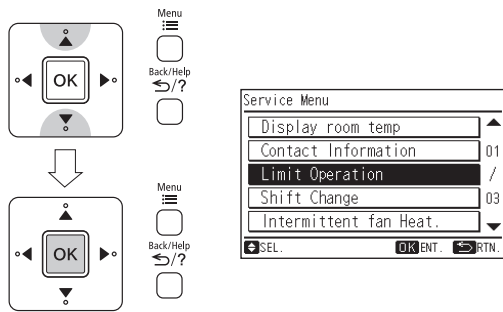 Menu
OK
Back/Help
/?
Menu
OK
Back/Help
/?
Service Menu
Display room temp
Contact Information
Limit Operation
Shift Change
Intermittent fan Heat.
01
/
03
SEL.
OK ENT.
RTN.